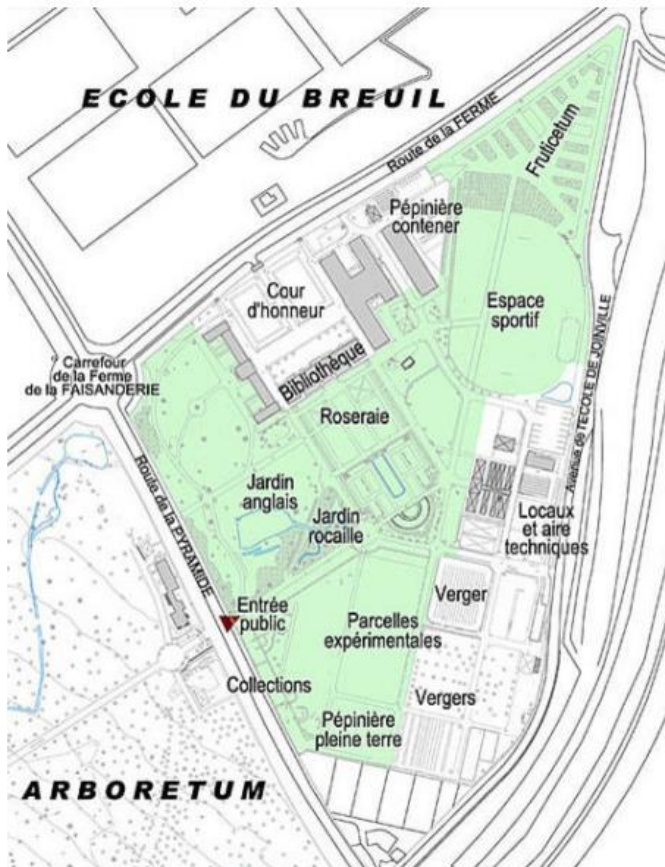 ECOLE DU BREUIL
Route de la FERME
Fruticetum
Pépinière
contener
Cour
d'honneur
Espace
sportif
Bibliothèque
Carrefour
de la Ferme
de la FAISANDERIE
Roseraie
Avenue de l'ECOLE DE JOINVILLE
Route de la PYRAMIDE
Jardin
anglais
Jardin
rocaille
Locaux
et aire
techniques
Entrée
public
Verger
Parcelles
expérimentales
Collections
Vergers
Pépinière
pleine terre
ARBORETUM